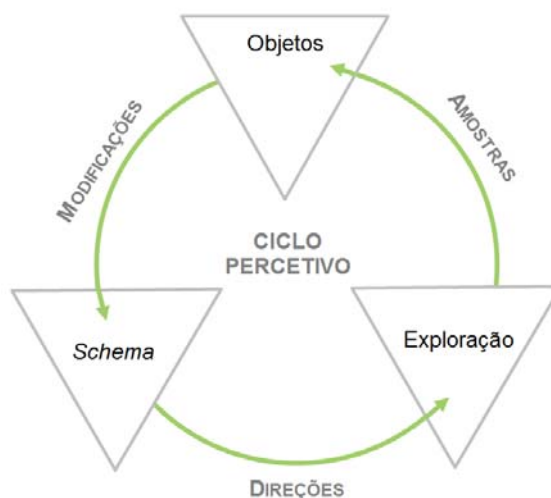 Objetos
MODIFICAÇÕES
AMOSTRAS
CICLO
PERCETIVO
Schema
Exploração
DIREÇÕES